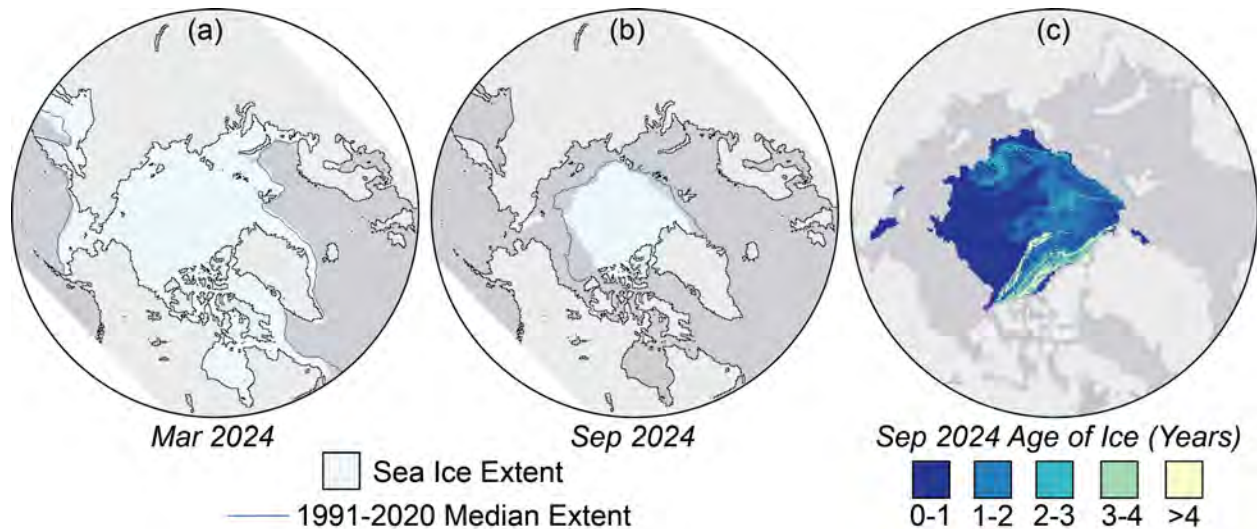 (a)
(b)
(c)
Mar 2024
Sep 2024
Sep 2024 Age of Ice (Years)
Sea Ice Extent
1991-2020 Median Extent
0-1 1-2 2-3 3-4 >4